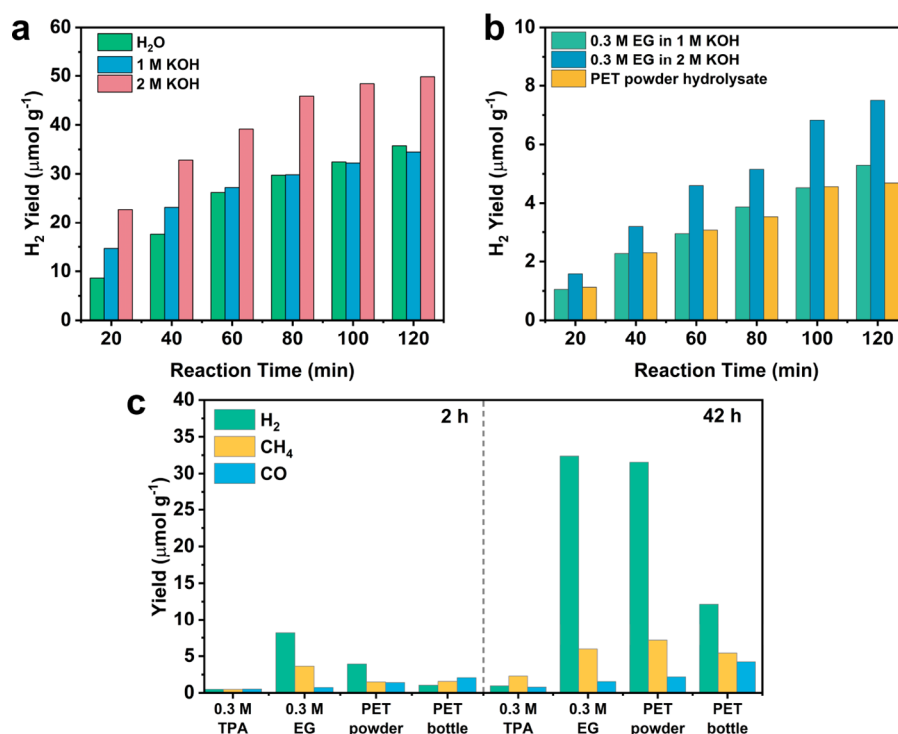 a
H₂O
1 M KOH
2 M KOH
H₂ Yield (μmol g⁻¹)
60
50
40
30
20
10
0
20 40 60 80 100 120
Reaction Time (min)
b
0.3 M EG in 1 M KOH
0.3 M EG in 2 M KOH
PET powder hydrolysate
H₂ Yield (μmol g⁻¹)
10
8
6
4
2
0
20 40 60 80 100 120
Reaction Time (min)
c
H₂
CH₄
CO
2 h
42 h
Yield (μmol g⁻¹)
40
35
30
25
20
15
10
5
0
0.3 M 0.3 M PET PET 0.3 M 0.3 M PET PET
TPA EG powder bottle TPA EG powder bottle